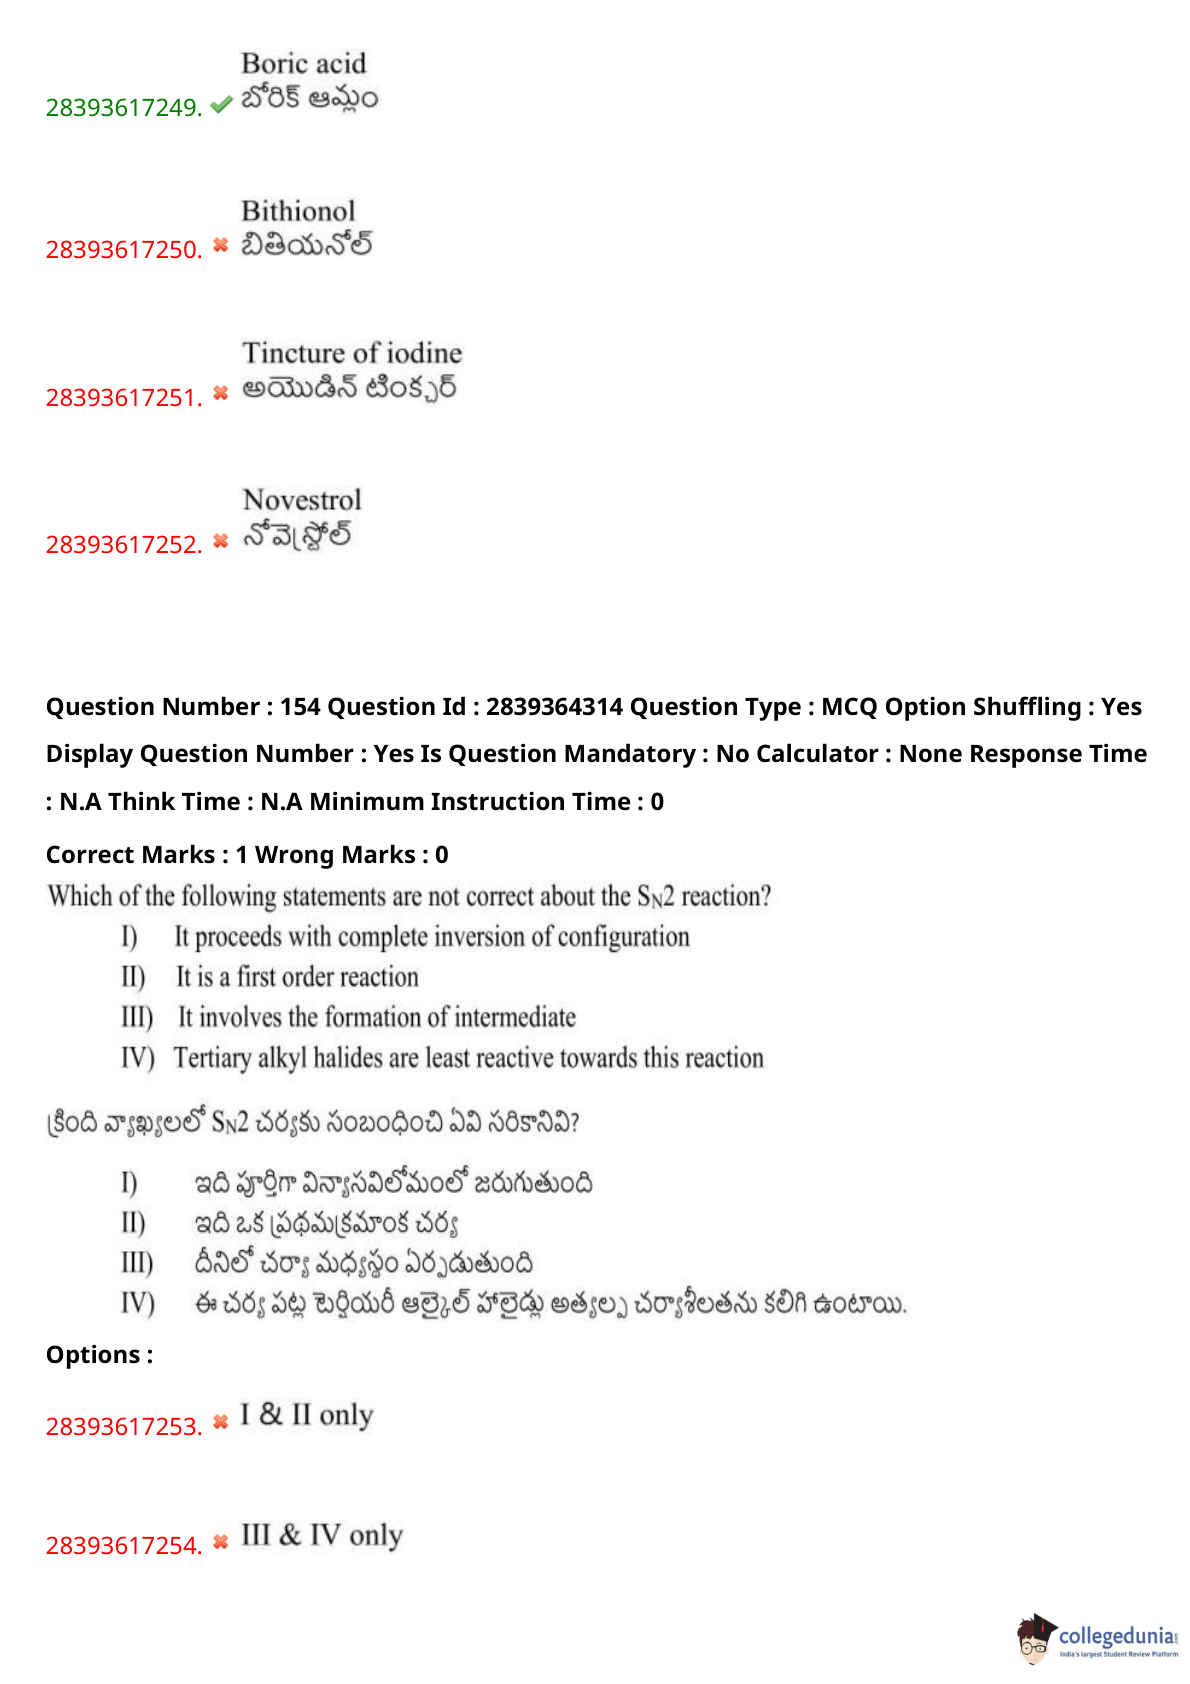 Boric acid
28393617249. బోరిక్ ఆమ్లం
Bithionol
28393617250. బితియనోల్
Tincture of iodine
28393617251. అయొడిన్ టింక్చర్
Novestrol
28393617252. నోవెస్ట్రోల్
Question Number : 154 Question Id : 2839364314 Question Type : MCQ Option Shuffling : Yes
Display Question Number : Yes Is Question Mandatory : No Calculator : None Response Time
: N.A Think Time : N.A Minimum Instruction Time : 0
Correct Marks : 1 Wrong Marks : 0
Which of the following statements are not correct about the SN2 reaction?
I) It proceeds with complete inversion of configuration
II) It is a first order reaction
III) It involves the formation of intermediate
IV) Tertiary alkyl halides are least reactive towards this reaction
క్రింది వ్యాఖ్యలలో SN2 చర్యకు సంబంధించి ఏవి సరికానివి?
I) ఇది పూర్తిగా విన్యాసవిలోమంలో జరుగుతుంది
II) ఇది ఒక ప్రథమక్రమాంక చర్య
III) దీనిలో చర్యా మధ్యస్థం ఏర్పడుతుంది
IV) ఈ చర్య పట్ల టెర్షియరీ ఆల్కైల్ హాలైడ్లు అత్యల్ప చర్యాశీలతను కలిగి ఉంటాయి.
Options :
28393617253. I & II only
28393617254. III & IV only
collegedunia.com
India's largest Student Review Platform